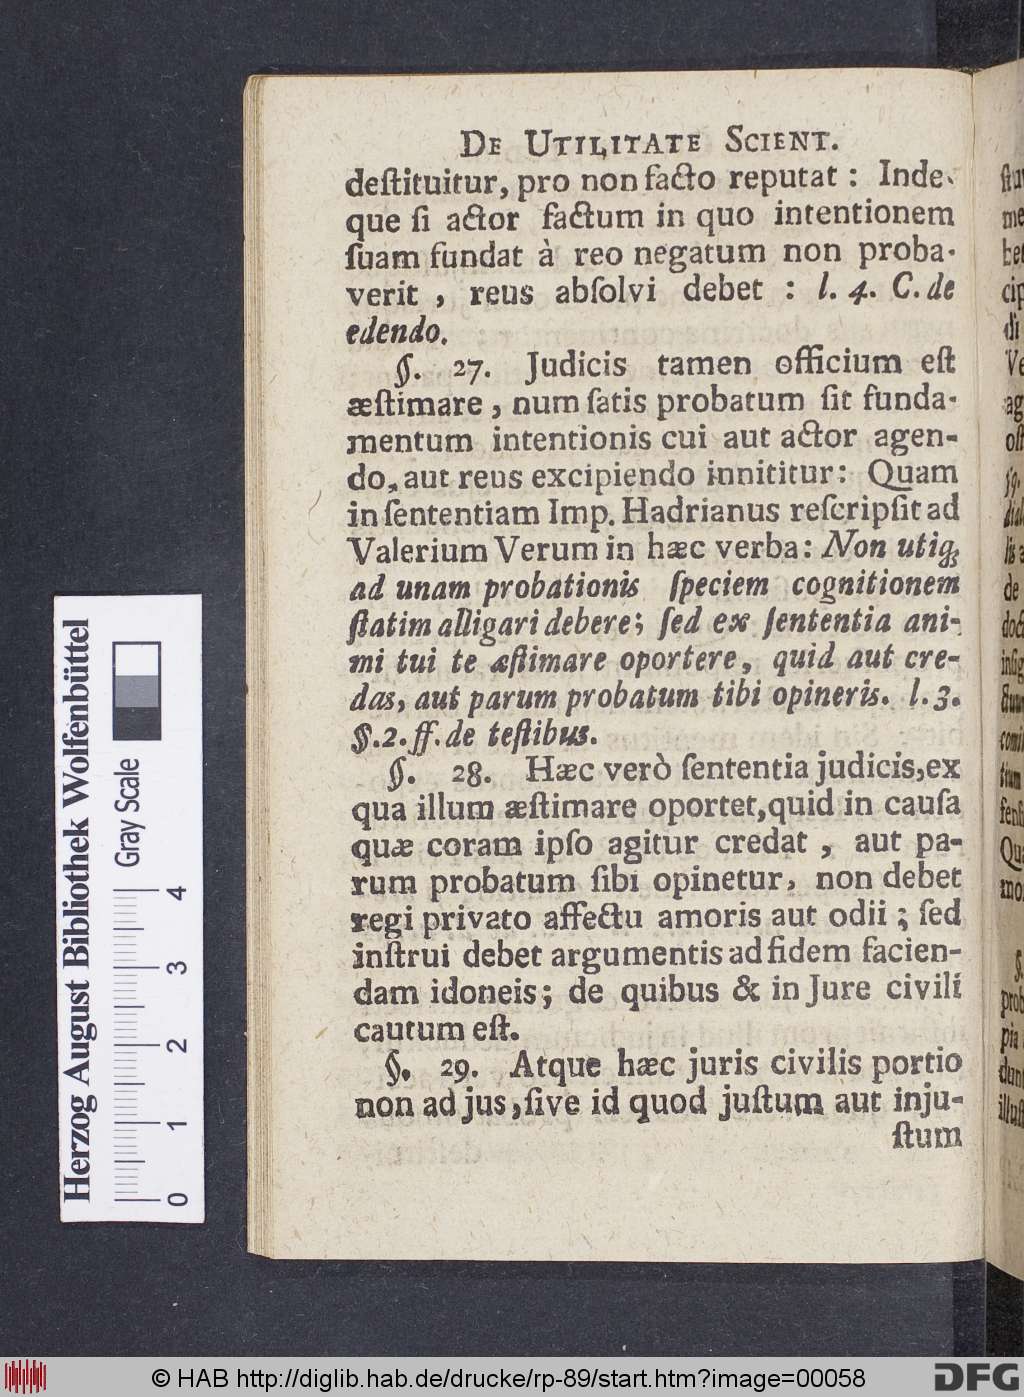 DE UTILITATE SCIENT.
deſtituitur, pro non facto reputat : Inde-
que ſi actor factum in quo intentionem
ſuam fundat à reo negatum non proba-
verit , reus abſolvi debet : l. 4. C. de
edendo.
§. 27. Judicis tamen officium eſt
æſtimare , num ſatis probatum ſit funda-
mentum intentionis cui aut actor agen-
do, aut reus excipiendo innititur: Quam
in ſententiam Imp. Hadrianus reſcripſit ad
Valerium Verum in hæc verba: Non utiq́;
ad unam probationis ſpeciem cognitionem
ſtatim alligari debere; ſed ex ſententia ani-
mi tui te æſtimare oportere, quid aut cre-
das, aut parum probatum tibi opineris. l. 3.
§. 2. ff. de teſtibus.
§. 28. Hæc verò ſententia judicis, ex
qua illum æſtimare oportet, quid in cauſa
quæ coram ipſo agitur credat , aut pa-
rum probatum ſibi opinetur, non debet
regi privato affectu amoris aut odii ; ſed
inſtrui debet argumentis ad fidem facien-
dam idoneis; de quibus & in Jure civili
cautum eſt.
§. 29. Atque hæc juris civilis portio
non ad jus, ſive id quod juſtum aut inju-
ſtum
Herzog August Bibliothek Wolfenbüttel
Gray Scale
0 1 2 3 4
© HAB http://diglib.hab.de/drucke/rp-89/start.htm?image=00058
DFG